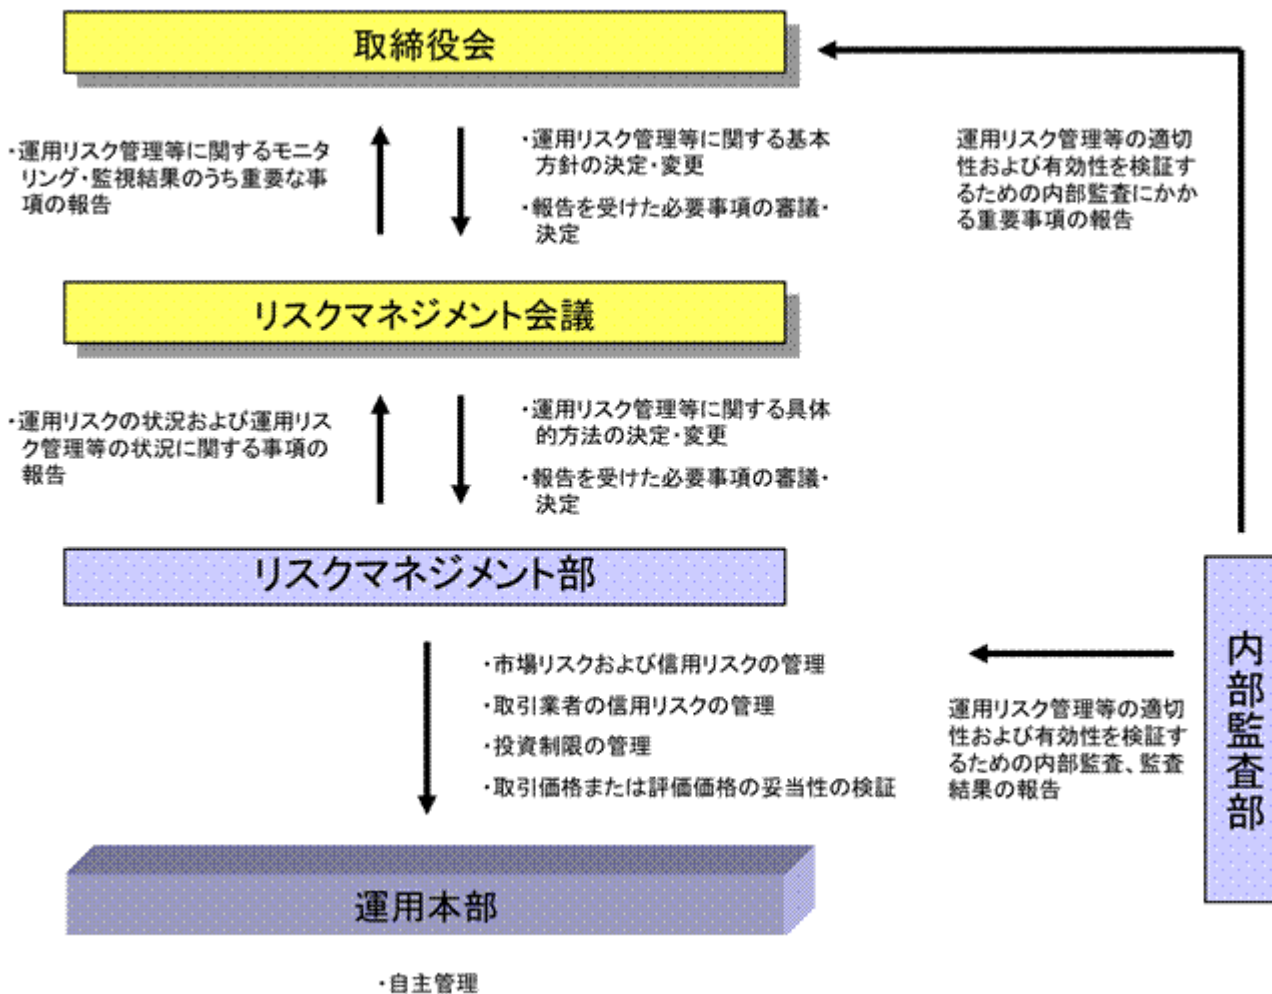 取締役会
・運用リスク管理等に関するモニタ
リング・監視結果のうち重要な事
項の報告
・運用リスク管理等に関する基本
方針の決定・変更
・報告を受けた必要事項の審議・
決定
運用リスク管理等の適切
性および有効性を検証す
るための内部監査にかか
る重要事項の報告
リスクマネジメント会議
・運用リスクの状況および運用リス
ク管理等の状況に関する事項の
報告
・運用リスク管理等に関する具体
的方法の決定・変更
・報告を受けた必要事項の審議・
決定
リスクマネジメント部
・市場リスクおよび信用リスクの管理
・取引業者の信用リスクの管理
・投資制限の管理
・取引価格または評価価格の妥当性の検証
運用リスク管理等の適切
性および有効性を検証す
るための内部監査、監査
結果の報告
内部監査部
運用本部
・自主管理